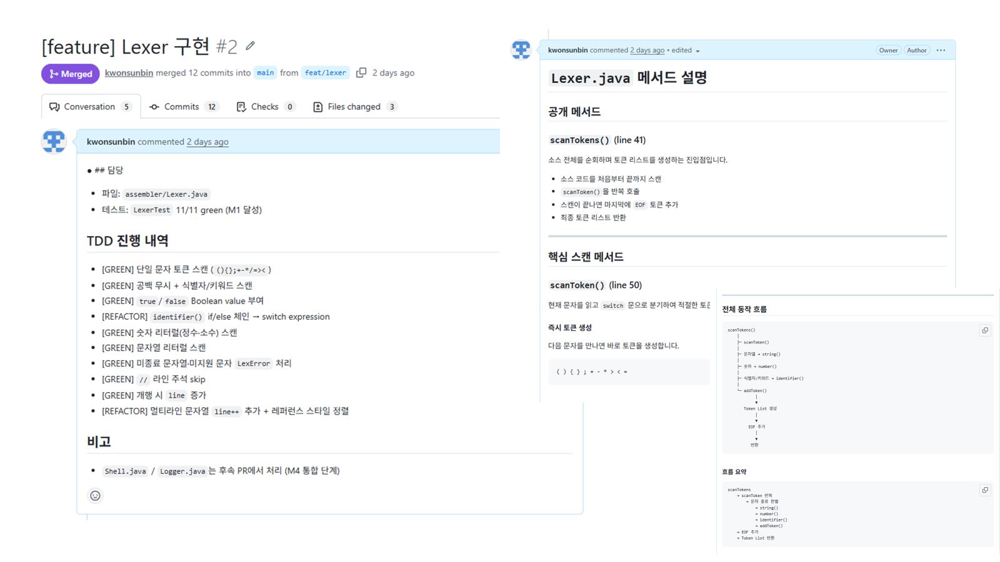 [feature] Lexer 구현 #2
Merged kwonsunbin merged 12 commits into main from feat/lexer 2 days ago
Conversation 5 Commits 12 Checks 0 Files changed 3
kwonsunbin commented 2 days ago
● ## 담당
• 파일: assembler/Lexer.java
• 테스트: LexerTest 11/11 green (M1 달성)
TDD 진행 내역
• [GREEN] 단일 문자 토큰 스캔 ( (){};+-*/=>< )
• [GREEN] 공백 무시 + 식별자/키워드 스캔
• [GREEN] true / false Boolean value 부여
• [REFACTOR] identifier() if/else 체인 → switch expression
• [GREEN] 숫자 리터럴(정수·소수) 스캔
• [GREEN] 문자열 리터럴 스캔
• [GREEN] 미종료 문자열·미지원 문자 LexError 처리
• [GREEN] // 라인 주석 skip
• [GREEN] 개행 시 line 증가
• [REFACTOR] 멀티라인 문자열 line++ 추가 + 레퍼런스 스타일 정렬
비고
• Shell.java / Logger.java는 후속 PR에서 처리 (M4 통합 단계)
kwonsunbin commented 2 days ago • edited Owner Author ...
Lexer.java 메서드 설명
공개 메서드
scanTokens() (line 41)
소스 전체를 순회하며 토큰 리스트를 생성하는 진입점입니다.
• 소스 코드를 처음부터 끝까지 스캔
• scanToken() 을 반복 호출
• 스캔이 끝나면 마지막에 EOF 토큰 추가
• 최종 토큰 리스트 반환
핵심 스캔 메서드
scanToken() (line 50)
현재 문자를 읽고 switch 문으로 분기하여 적절한 토큰
즉시 토큰 생성
다음 문자를 만나면 바로 토큰을 생성합니다.
( ) { } ; + - * > < =
전체 동작 흐름
scanTokens()
│
├─ scanToken()
│
├─ 문자열 → string()
│
├─ 숫자 → number()
│
├─ 식별자/키워드 → identifier()
│
└─ addToken()
│
▼
Token List 생성
│
▼
EOF 추가
│
▼
반환
흐름 요약
scanTokens
→ scanToken 반복
→ 문자 종류 판별
→ string()
→ number()
→ identifier()
→ addToken()
→ EOF 추가
→ Token List 반환